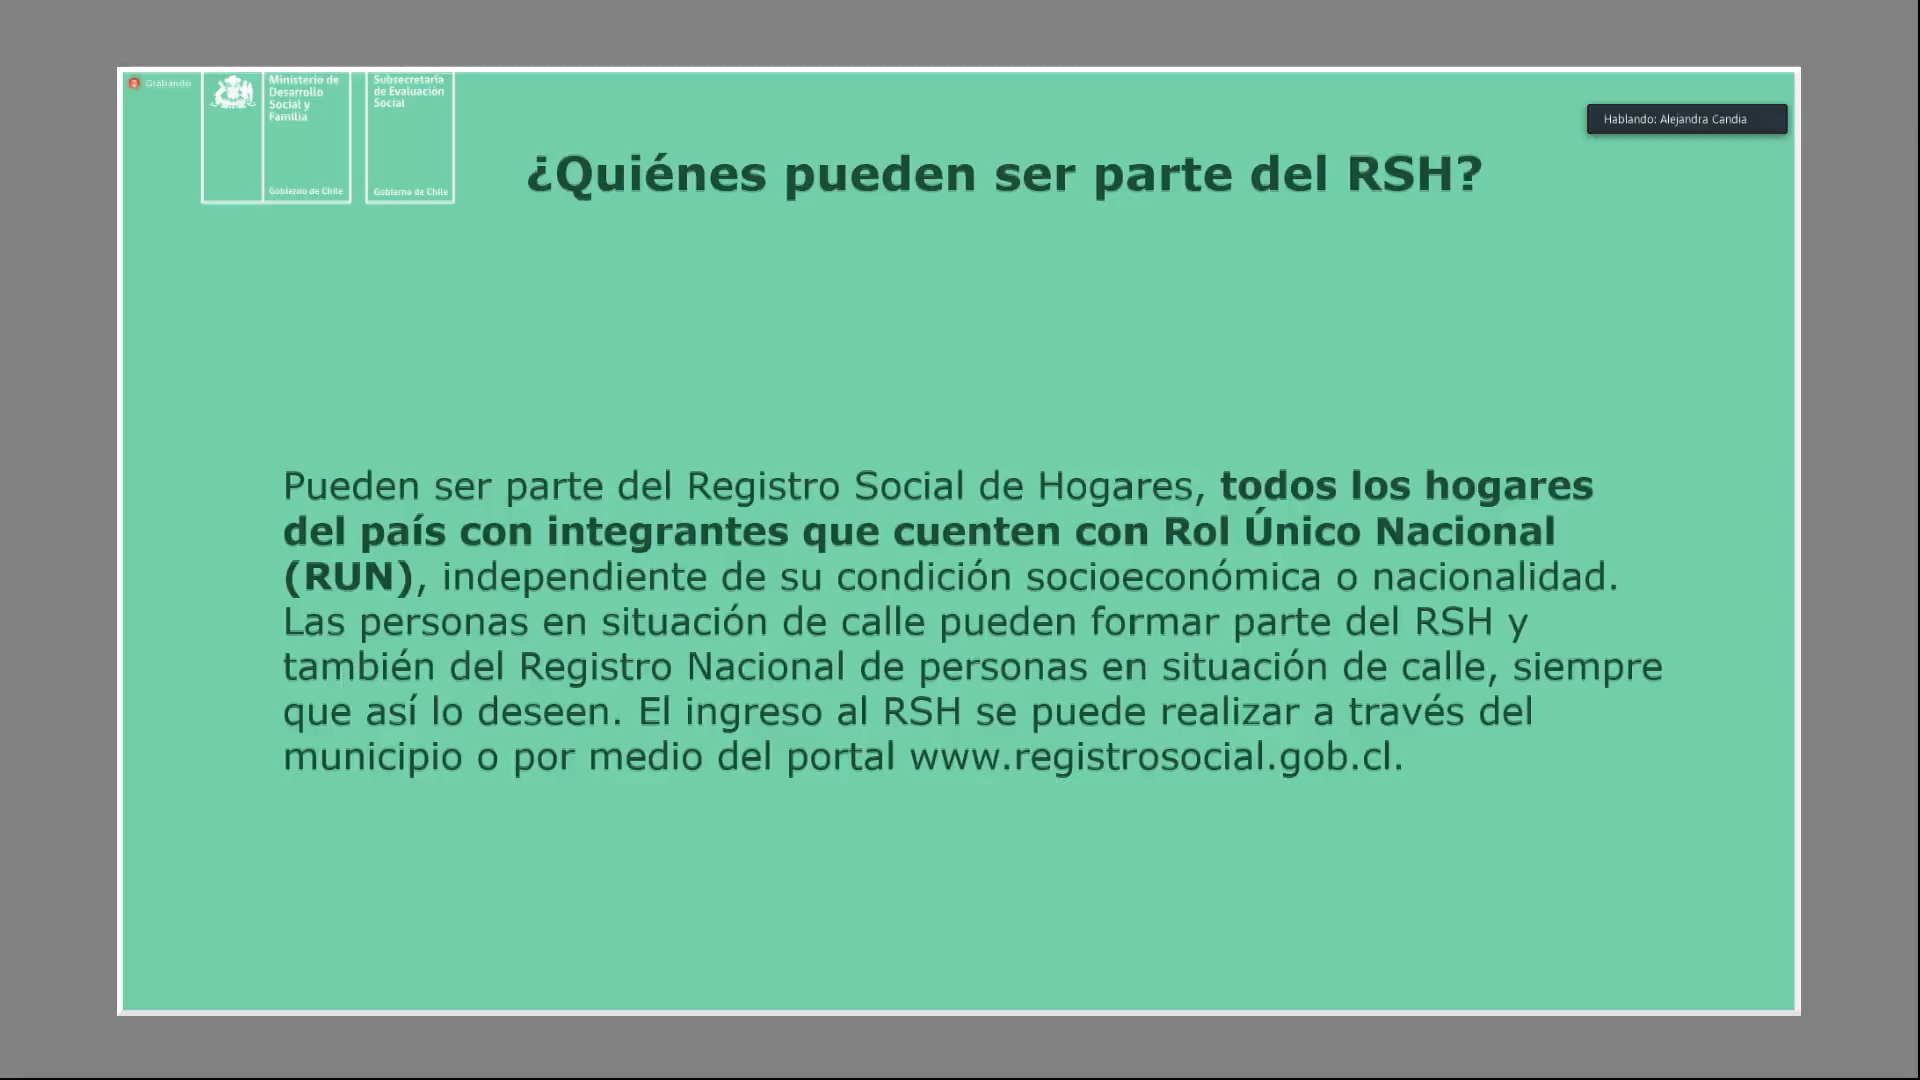 Grabando
Ministerio de
Desarrollo
Social y
Familia
Gobierno de Chile
Subsecretaría
de Evaluación
Social
Gobierno de Chile
Hablando: Alejandra Candia
¿Quiénes pueden ser parte del RSH?
Pueden ser parte del Registro Social de Hogares, todos los hogares
del país con integrantes que cuenten con Rol Único Nacional
(RUN), independiente de su condición socioeconómica o nacionalidad.
Las personas en situación de calle pueden formar parte del RSH y
también del Registro Nacional de personas en situación de calle, siempre
que así lo deseen. El ingreso al RSH se puede realizar a través del
municipio o por medio del portal www.registrosocial.gob.cl.